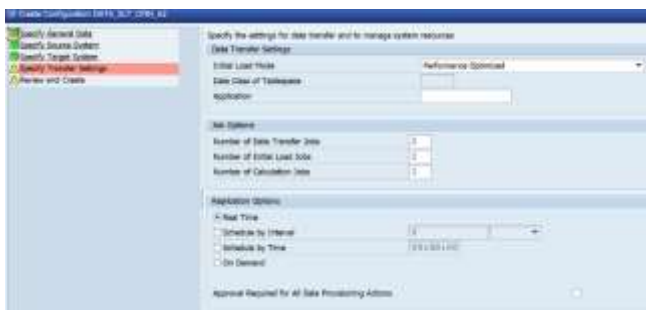 Create Configuration
Specify General Data
Specify Source System
Specify Target System
Specify Transfer Settings
Review and Create
Specify the settings for data transfer and to manage system resources
Data Transfer Settings
Initial Load Mode
Performance Optimized
Data Class of Tablespace
Application
Job Options
Number of Data Transfer Jobs
Number of Initial Load Jobs
Number of Calculation Jobs
Replication Options
Real Time
Schedule by Interval
Schedule by Time
On Demand
Approval Required for All Data Provisioning Actions